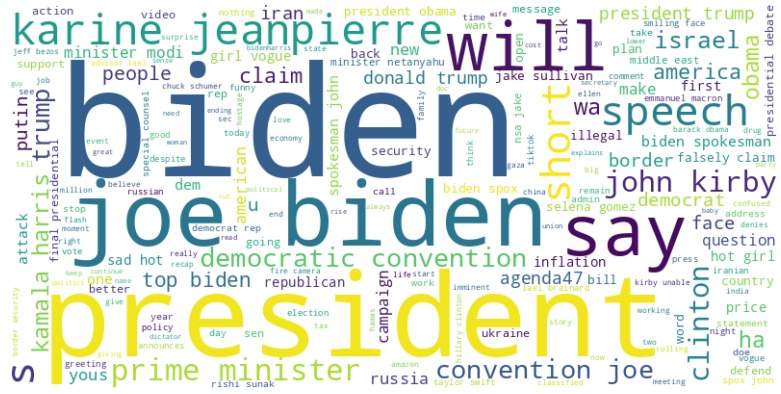 action
video
iran
president obama
message
president trump
karine jeanpierre
will
nothing
made
time
wife
surprise
bidenharris
state
want
go
smiling face
jeff bezos
girl vogue
back
new
open
talk
take
lower
from
minister modi
minister netanyahu
cost
plan
israel
support
advisor lael
sense
people
claim
donald trump
jake sullivan
middle east
america
obama
presidential debate
guy
job
chuck schumer
funny
make
comment
first
see
need
ending
sec
love
nsa jake
wa
secretary
emmanuel macron
putin
trump
biden
short
speech
ellen
barack obama
drug
special counsel
event
good
woman
today
economy
family
doc
future
illegal
biden spokesman
tell
despite
great
hostage
spokesman john
security
think
gaza
tiktok
explains
border
falsely claim
party
million
believe
american
political
call
big
remain
john kirby
kamala harris
final presidential
dem
russian
biden spox
china
admin
democrat
confused
attack
stop
flash
moment
right
vote
joe biden
u
end
rise
always
selena gomez
say
face
baby
address
denies
democrat rep
cut
read
union
question
press
hot girl
sad hot
going
really
recap
democratic convention
inflation
iranian
keep
continue
name
politics
one
better
give
top biden
fire camera
republican
life
start
work
imminent
agenda47
bill
country
india
price
president
campaign
lael brainard
kirby unable
clinton
year
policy
dictator
announces
day
sen
election
tax
hamas
hillary clinton
ukraine
story
working
word
night
statement
doe
vogue
ha
s
border security
yous
greeting
giving
prime minister
rishi sunak
amazon
russia
taylor swift
classified
convention joe
now
two
meeting
trolling
defend
spox john